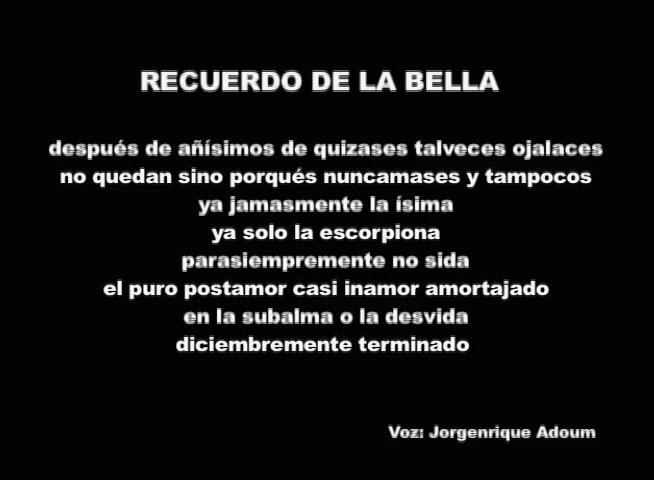 RECUERDO DE LA BELLA
después de añísimos de quizases talveces ojalaces
no quedan sino porqués nuncamases y tampocos
ya jamasmente la ísima
ya solo la escorpiona
parasiempremente no sida
el puro postamor casi inamor amortajado
en la subalma o la desvida
diciembremente terminado
Voz: Jorgenrique Adoum